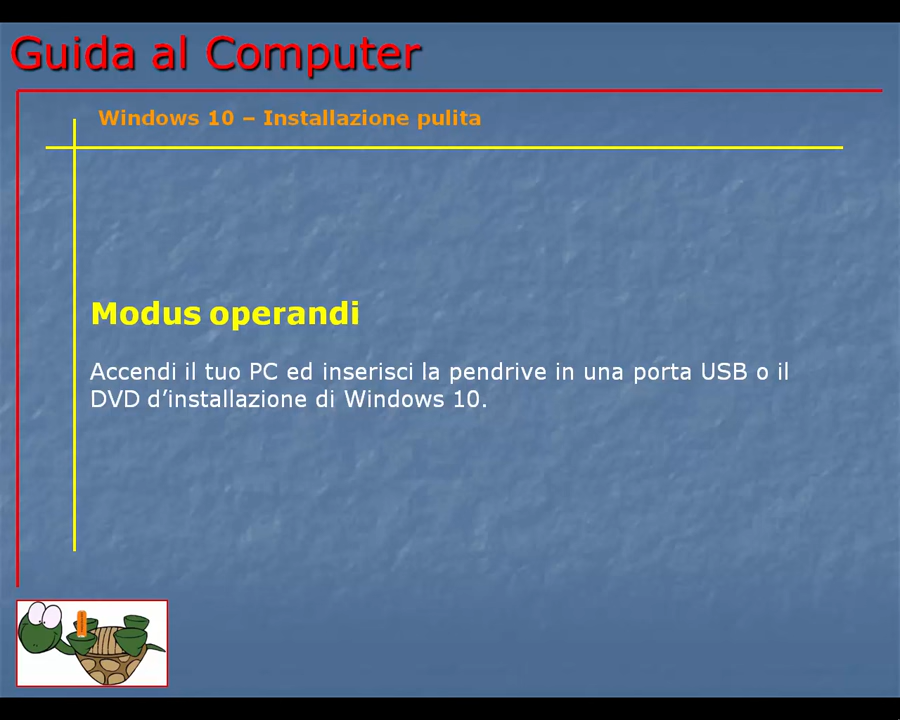 Guida al Computer
Windows 10 – Installazione pulita
Modus operandi
Accendi il tuo PC ed inserisci la pendrive in una porta USB o il
DVD d’installazione di Windows 10.